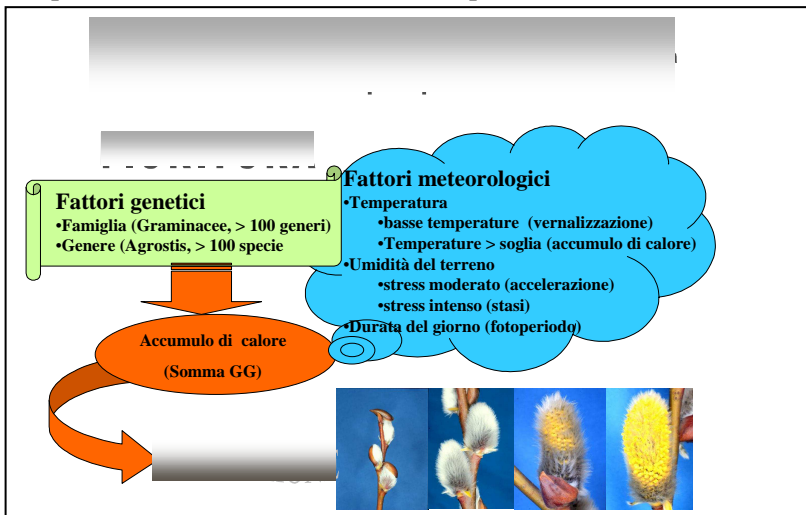 Fattori genetici
•Famiglia (Graminacee, > 100 generi)
•Genere (Agrostis, > 100 specie
Fattori meteorologici
•Temperatura
•basse temperature (vernalizzazione)
•Temperature > soglia (accumulo di calore)
•Umidità del terreno
•stress moderato (accelerazione)
•stress intenso (stasi)
•Durata del giorno (fotoperiodo)
Accumulo di calore
(Somma GG)